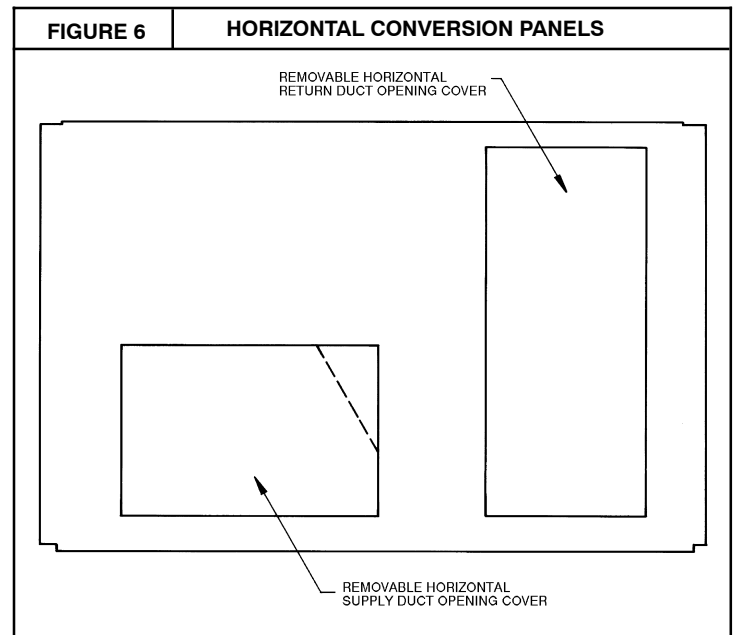 FIGURE 6
HORIZONTAL CONVERSION PANELS
REMOVABLE HORIZONTAL
RETURN DUCT OPENING COVER
REMOVABLE HORIZONTAL
SUPPLY DUCT OPENING COVER